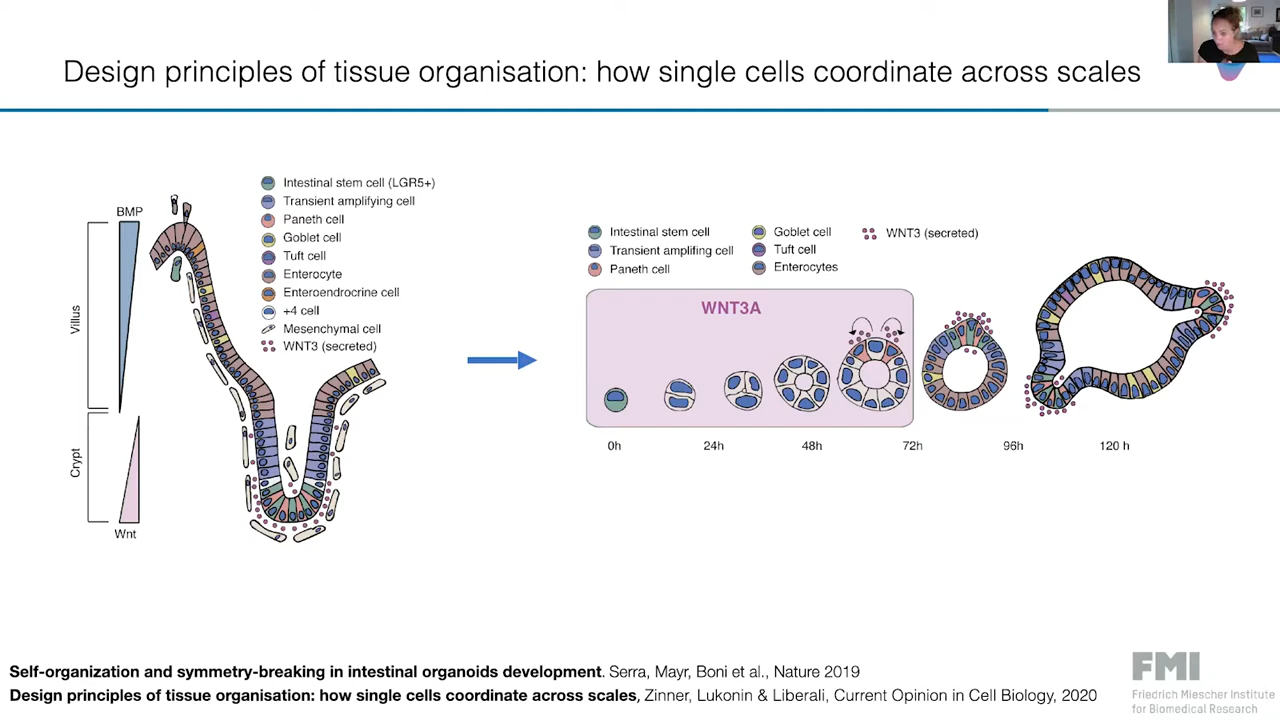 Design principles of tissue organisation: how single cells coordinate across scales
BMP
Villus
Crypt
Wnt
Intestinal stem cell (LGR5+)
Transient amplifying cell
Paneth cell
Goblet cell
Tuft cell
Enterocyte
Enteroendocrine cell
+4 cell
Mesenchymal cell
WNT3 (secreted)
Intestinal stem cell
Transient amplifing cell
Paneth cell
Goblet cell
Tuft cell
Enterocytes
WNT3 (secreted)
WNT3A
0h 24h 48h 72h 96h 120 h
Self-organization and symmetry-breaking in intestinal organoids development. Serra, Mayr, Boni et al., Nature 2019
Design principles of tissue organisation: how single cells coordinate across scales, Zinner, Lukonin & Liberali, Current Opinion in Cell Biology, 2020
FMI
Friedrich Miescher Institute
for Biomedical Research